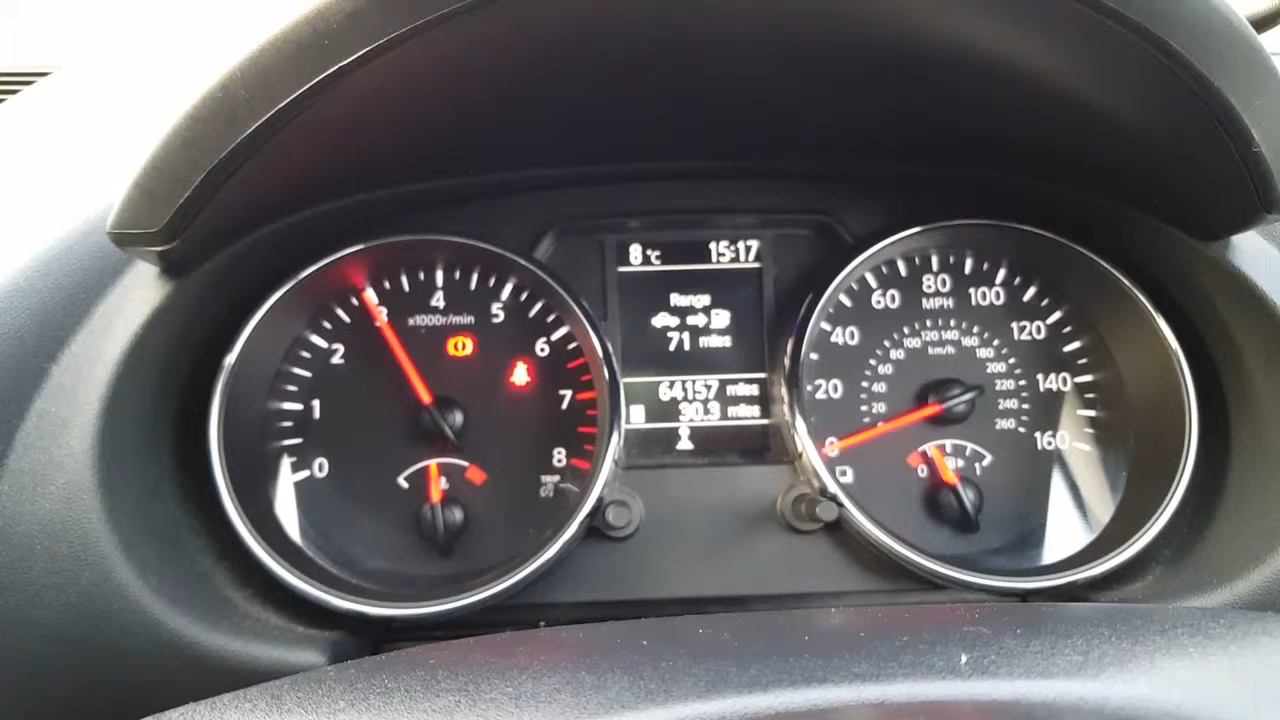 8 °C 15:17
Range
71 miles
64157 miles
30.3 miles
0 1 2 3 4 5 6 7 8
x1000r/min
TRIP
0 20 40 60 80 100 120 140 160
MPH
20 40 60 80 100 120 140 160 180 200 220 240 260
km/h
0 1